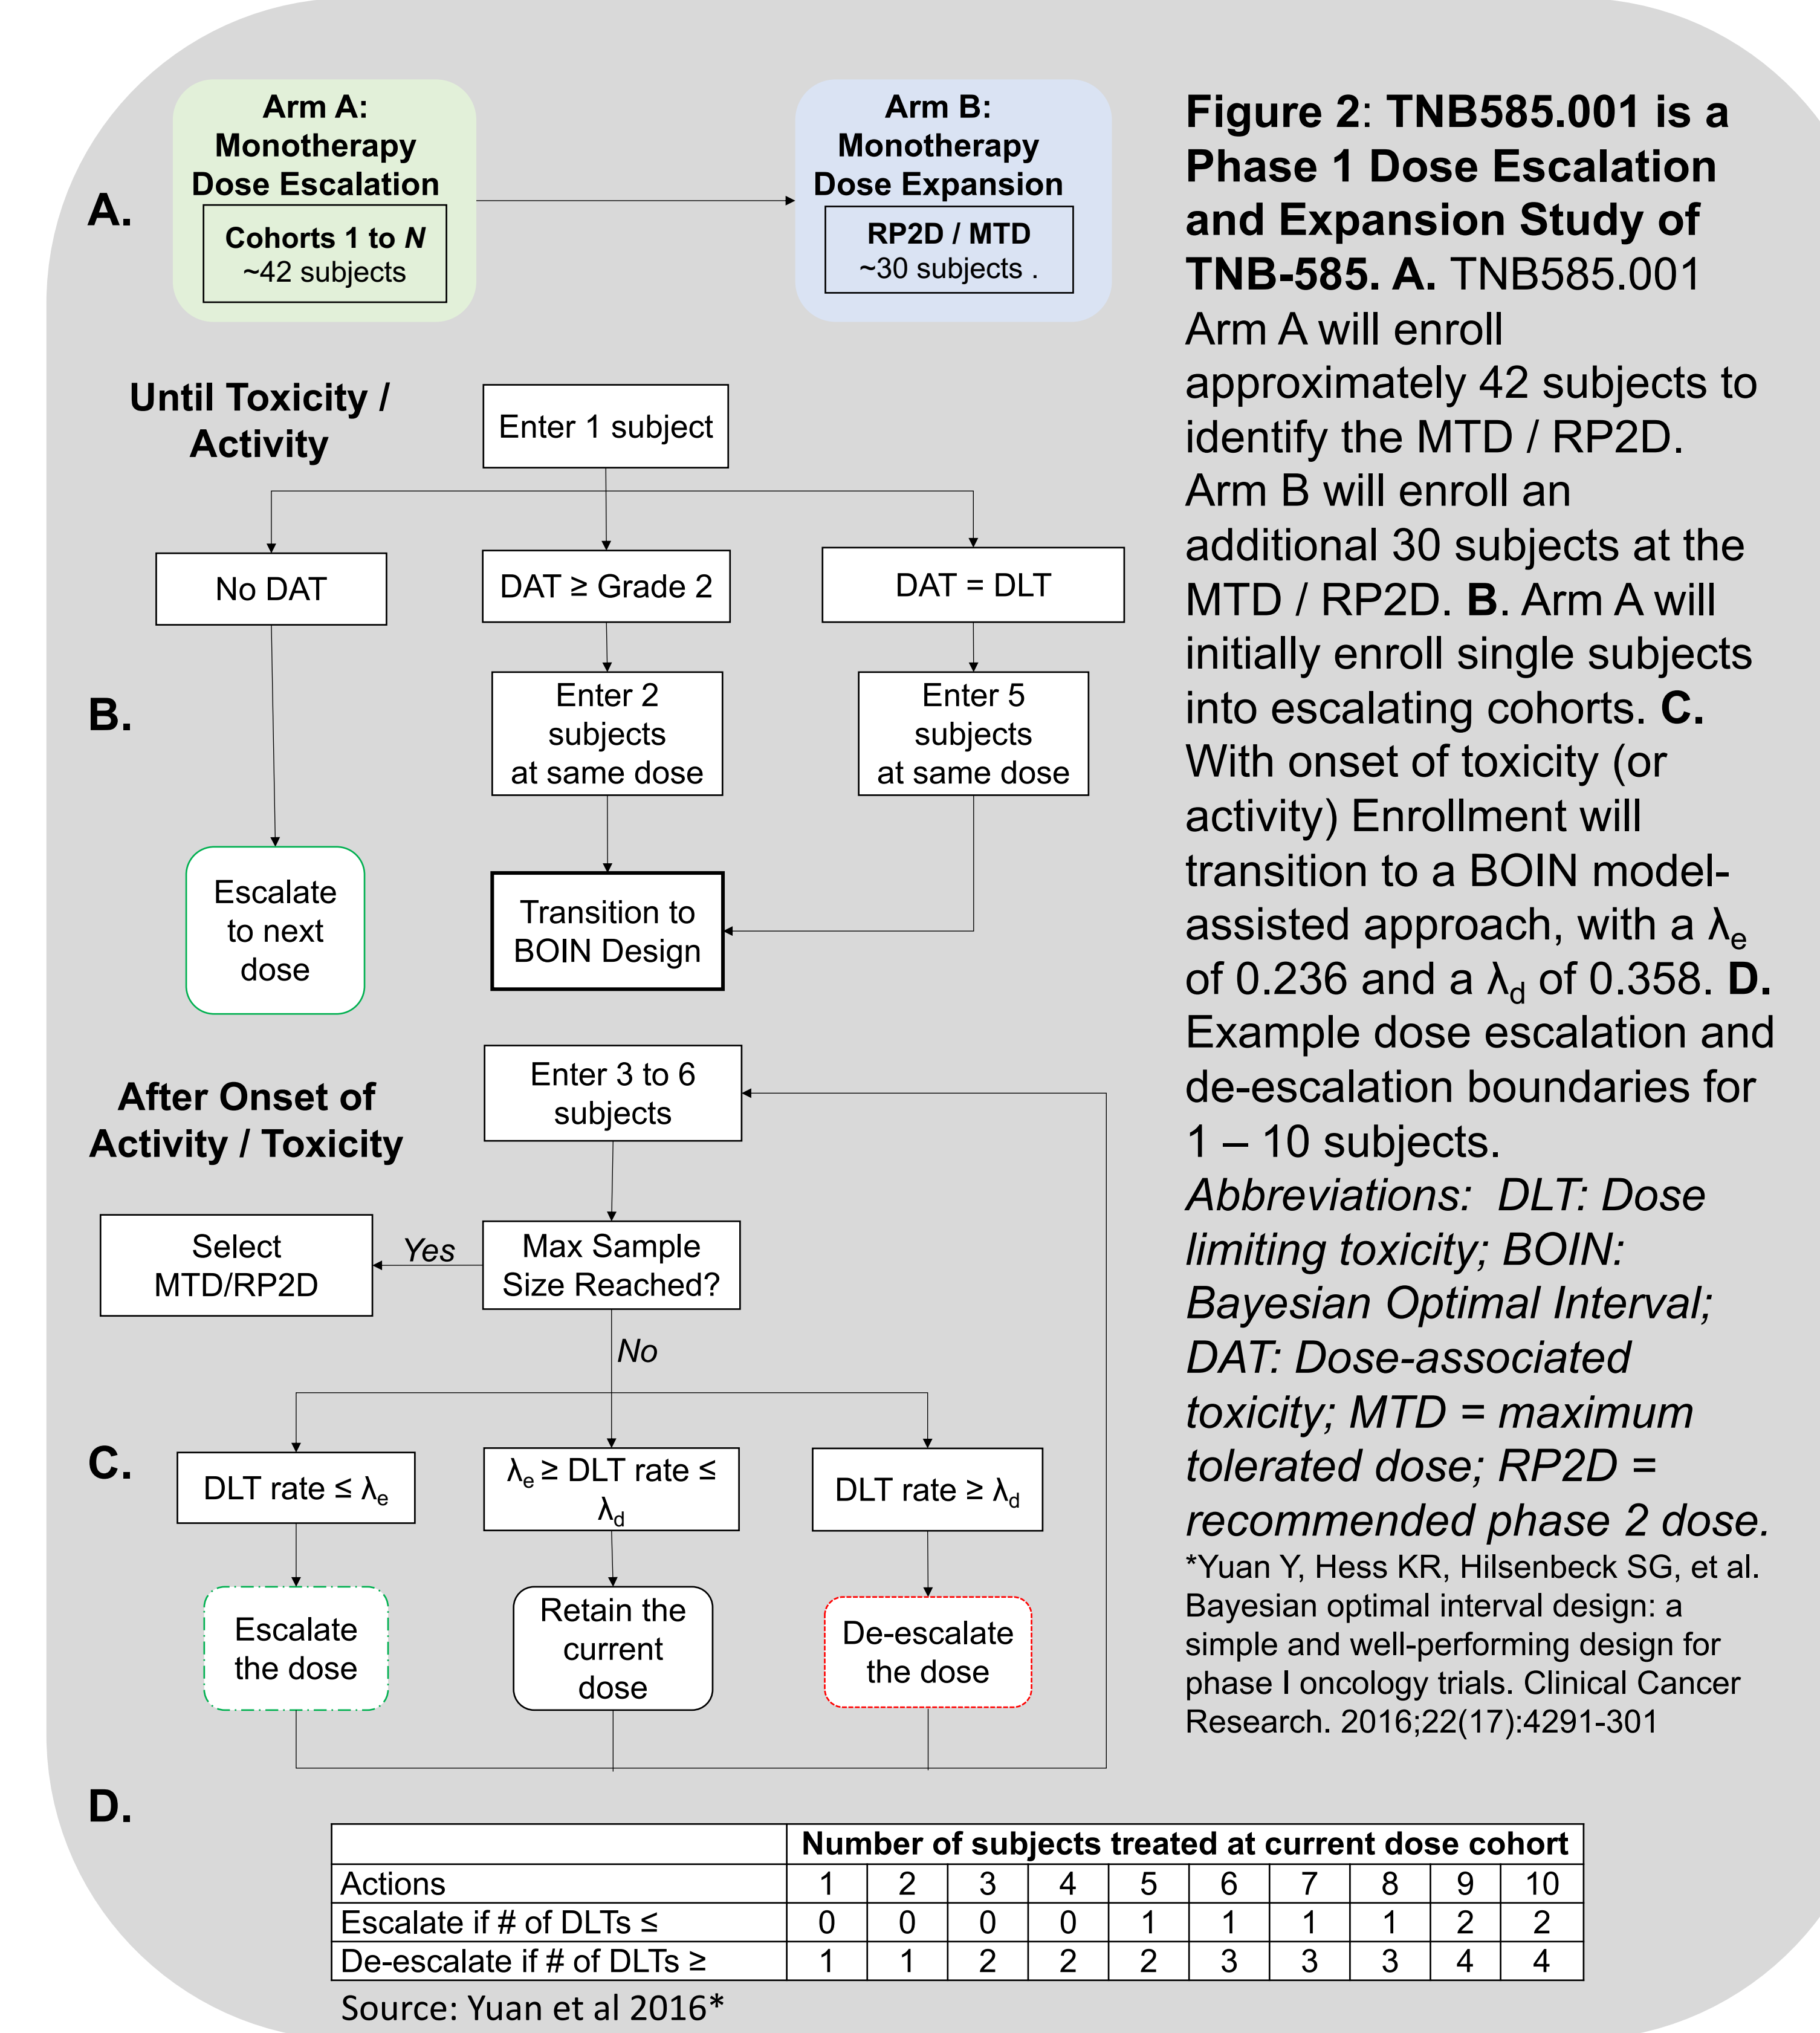 Arm A:
Monotherapy
Dose Escalation
Cohorts 1 to N
~42 subjects
Arm B:
Monotherapy
Dose Expansion
RP2D / MTD
~30 subjects .
A.
Until Toxicity /
Activity
Enter 1 subject
No DAT
DAT ≥ Grade 2
DAT = DLT
B.
Enter 2
subjects
at same dose
Enter 5
subjects
at same dose
Escalate
to next
dose
Transition to
BOIN Design
After Onset of
Activity / Toxicity
Enter 3 to 6
subjects
Select
MTD/RP2D
Yes
Max Sample
Size Reached?
No
C.
DLT rate ≤ λe
λe ≥ DLT rate ≤
λd
DLT rate ≥ λd
Escalate
the dose
Retain the
current
dose
De-escalate
the dose
D.
Number of subjects treated at current dose cohort
Actions 1 2 3 4 5 6 7 8 9 10
Escalate if # of DLTs ≤ 0 0 0 0 1 1 1 1 2 2
De-escalate if # of DLTs ≥ 1 1 2 2 2 3 3 3 4 4
Source: Yuan et al 2016*
Figure 2: TNB585.001 is a
Phase 1 Dose Escalation
and Expansion Study of
TNB-585. A. TNB585.001
Arm A will enroll
approximately 42 subjects to
identify the MTD / RP2D.
Arm B will enroll an
additional 30 subjects at the
MTD / RP2D. B. Arm A will
initially enroll single subjects
into escalating cohorts. C.
With onset of toxicity (or
activity) Enrollment will
transition to a BOIN model-
assisted approach, with a λe
of 0.236 and a λd of 0.358. D.
Example dose escalation and
de-escalation boundaries for
1 – 10 subjects.
Abbreviations: DLT: Dose
limiting toxicity; BOIN:
Bayesian Optimal Interval;
DAT: Dose-associated
toxicity; MTD = maximum
tolerated dose; RP2D =
recommended phase 2 dose.
*Yuan Y, Hess KR, Hilsenbeck SG, et al.
Bayesian optimal interval design: a
simple and well-performing design for
phase I oncology trials. Clinical Cancer
Research. 2016;22(17):4291-301